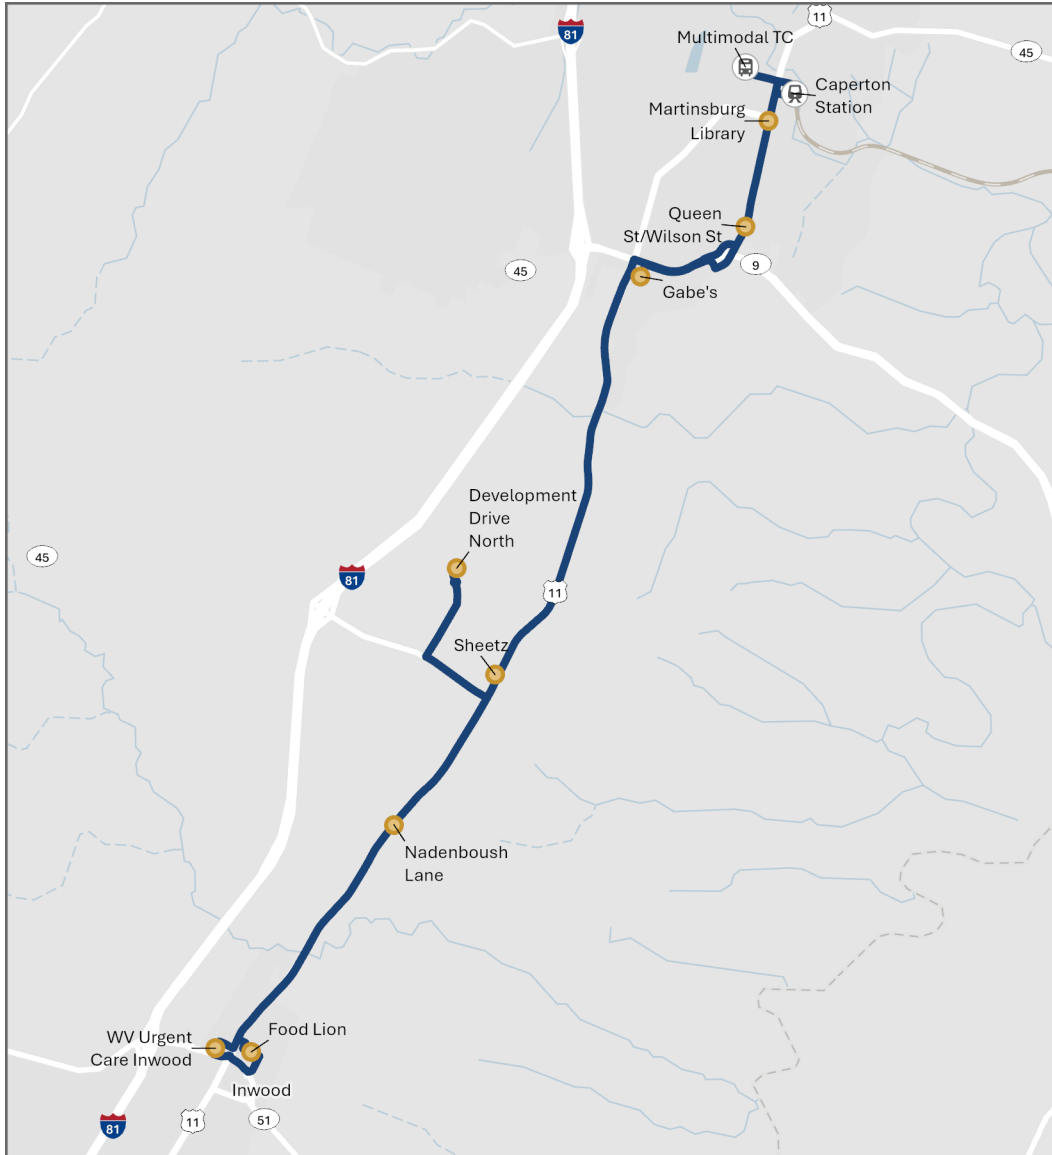 11
81
Multimodal TC
45
Caperton
Station
Martinsburg
Library
Queen
St/Wilson St
9
45
Gabe's
Development
Drive
North
45
81
11
Sheetz
Nadenboush
Lane
WV Urgent
Care Inwood
Food Lion
Inwood
81
11
51